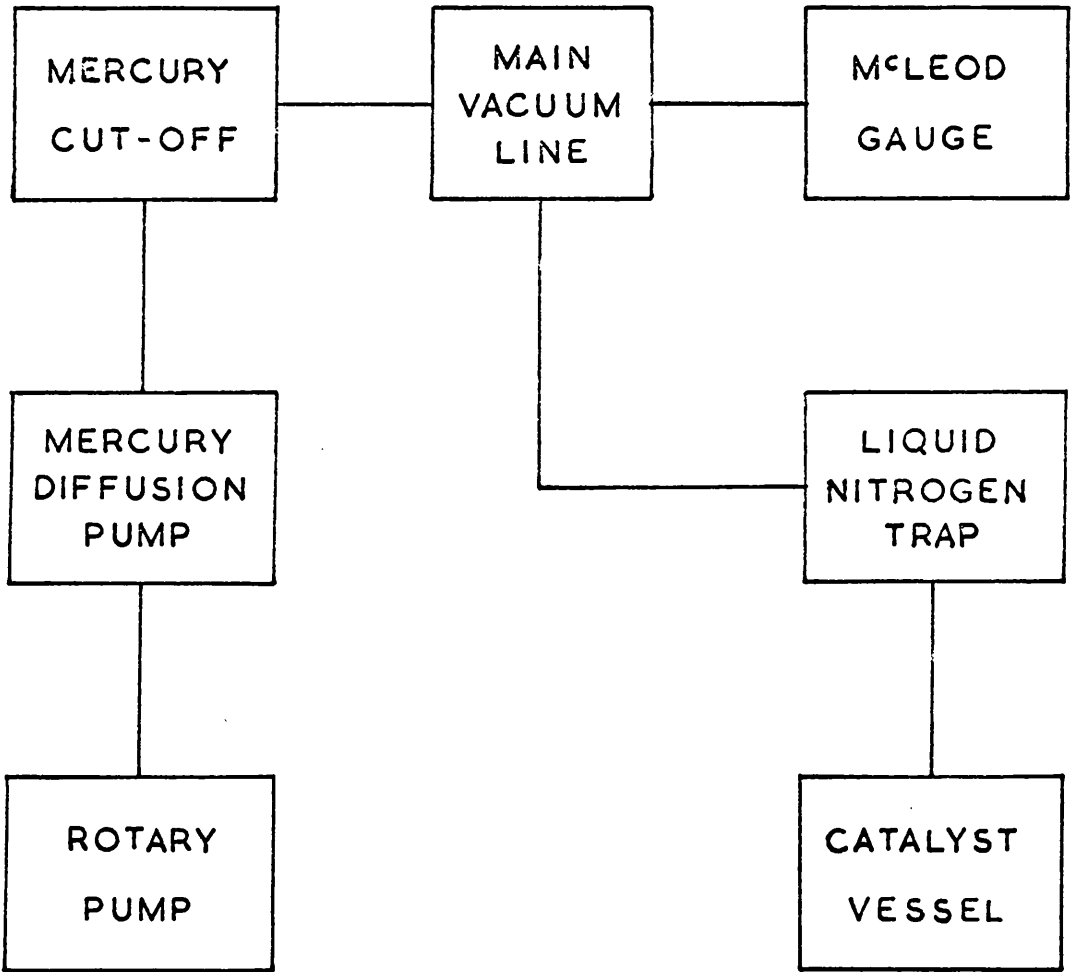 MERCURY
CUT-OFF
MAIN
VACUUM
LINE
McLEOD
GAUGE
MERCURY
DIFFUSION
PUMP
LIQUID
NITROGEN
TRAP
ROTARY
PUMP
CATALYST
VESSEL